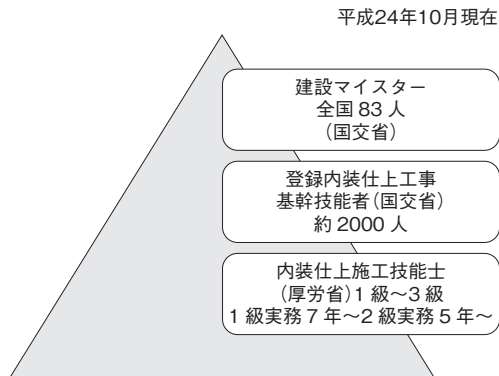 平成24年10月現在
建設マイスター
全国 83 人
(国交省)
登録内装仕上工事
基幹技能者(国交省)
約 2000 人
内装仕上施工技能士
(厚労省)1 級～3 級
1 級実務 7 年～2 級実務 5 年～